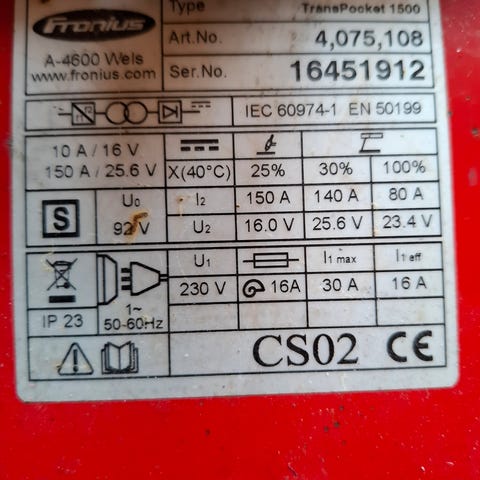 Fronius
Type TransPocket 1500
Art.No. 4,075,108
A-4600 Wels
www.fronius.com
Ser.No. 16451912
IEC 60974-1 EN 50199
10 A / 16 V
150 A / 25.6 V
X(40°C) 25% 30% 100%
S
U0
92V
I2 150 A 140 A 80 A
U2 16.0 V 25.6 V 23.4 V
U1 I1 max I1 eff
230 V 16A 30 A 16 A
IP 23
1~
50-60Hz
CS02 CE